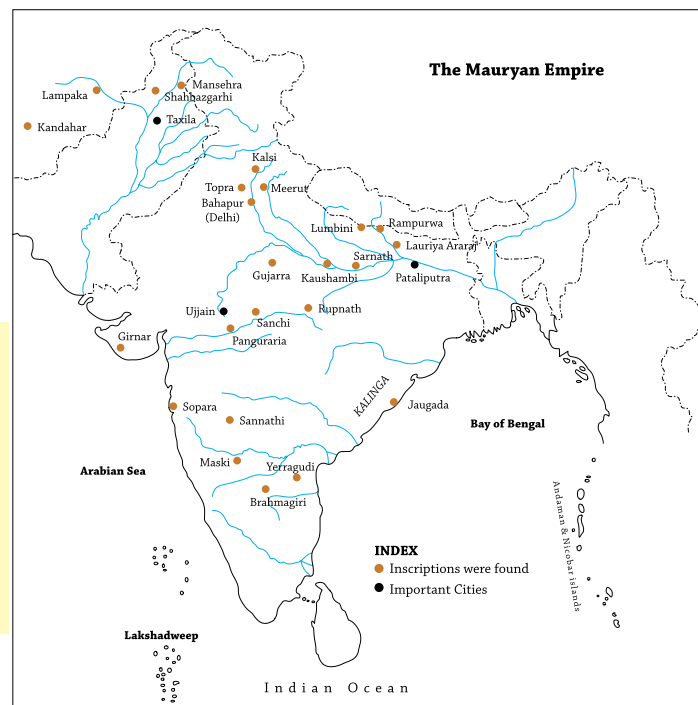 The Mauryan Empire
Mansehra
Lampaka
Shahbazgarhi
Taxila
Kandahar
Kalsi
Topra
Meerut
Bahapur
(Delhi)
Lumbini
Rampurwa
Lauriya Araraj
Sarnath
Gujarra
Kaushambi
Pataliputra
Ujjain
Rupnath
Sanchi
Girnar
Panguraria
KALINGA
Sopara
Jaugada
Sannathi
Bay of Bengal
Maski
Yerragudi
Arabian Sea
Brahmagiri
Andaman & Nicobar islands
INDEX
Inscriptions were found
Important Cities
Lakshadweep
Indian Ocean